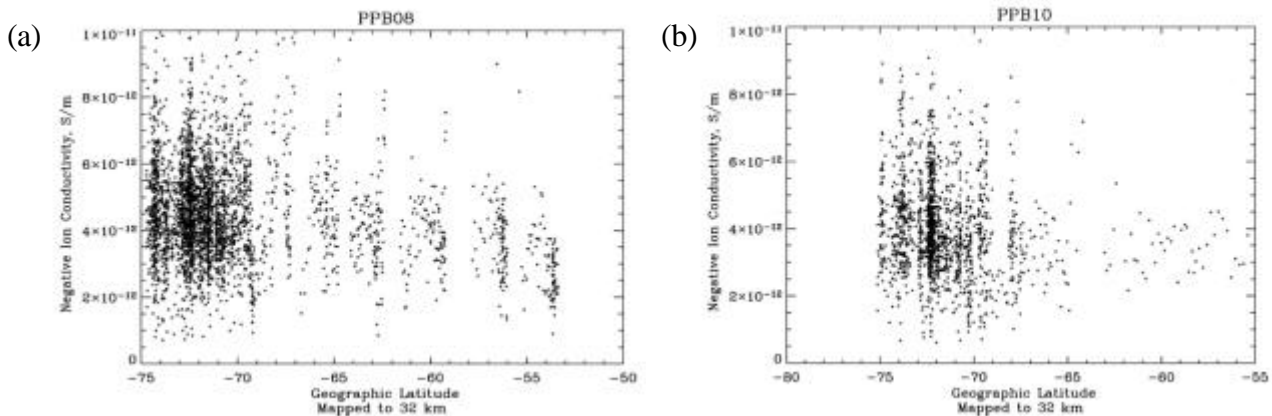 (a)
PPB08
Negative Ion Conductivity, S/m
1×10⁻¹¹
8×10⁻¹²
6×10⁻¹²
4×10⁻¹²
2×10⁻¹²
0
-75 -70 -65 -60 -55 -50
Geographic Latitude
Mapped to 32 km
(b)
PPB10
Negative Ion Conductivity, S/m
1×10⁻¹¹
8×10⁻¹²
6×10⁻¹²
4×10⁻¹²
2×10⁻¹²
0
-80 -75 -70 -65 -60 -55
Geographic Latitude
Mapped to 32 km